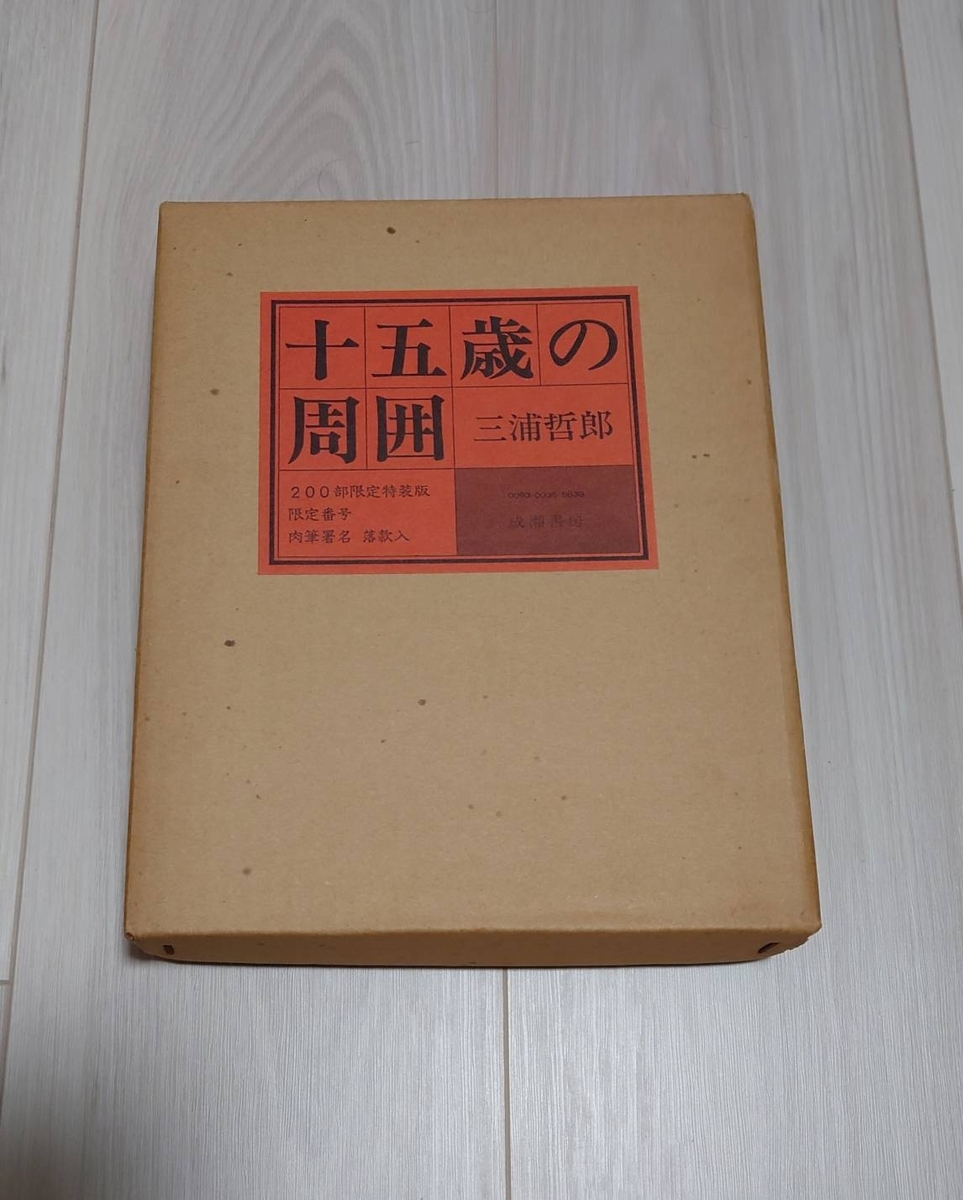 十五歳の
周囲
三浦哲郎
200部限定特装版
限定番号
肉筆署名 落款入
成瀬書房